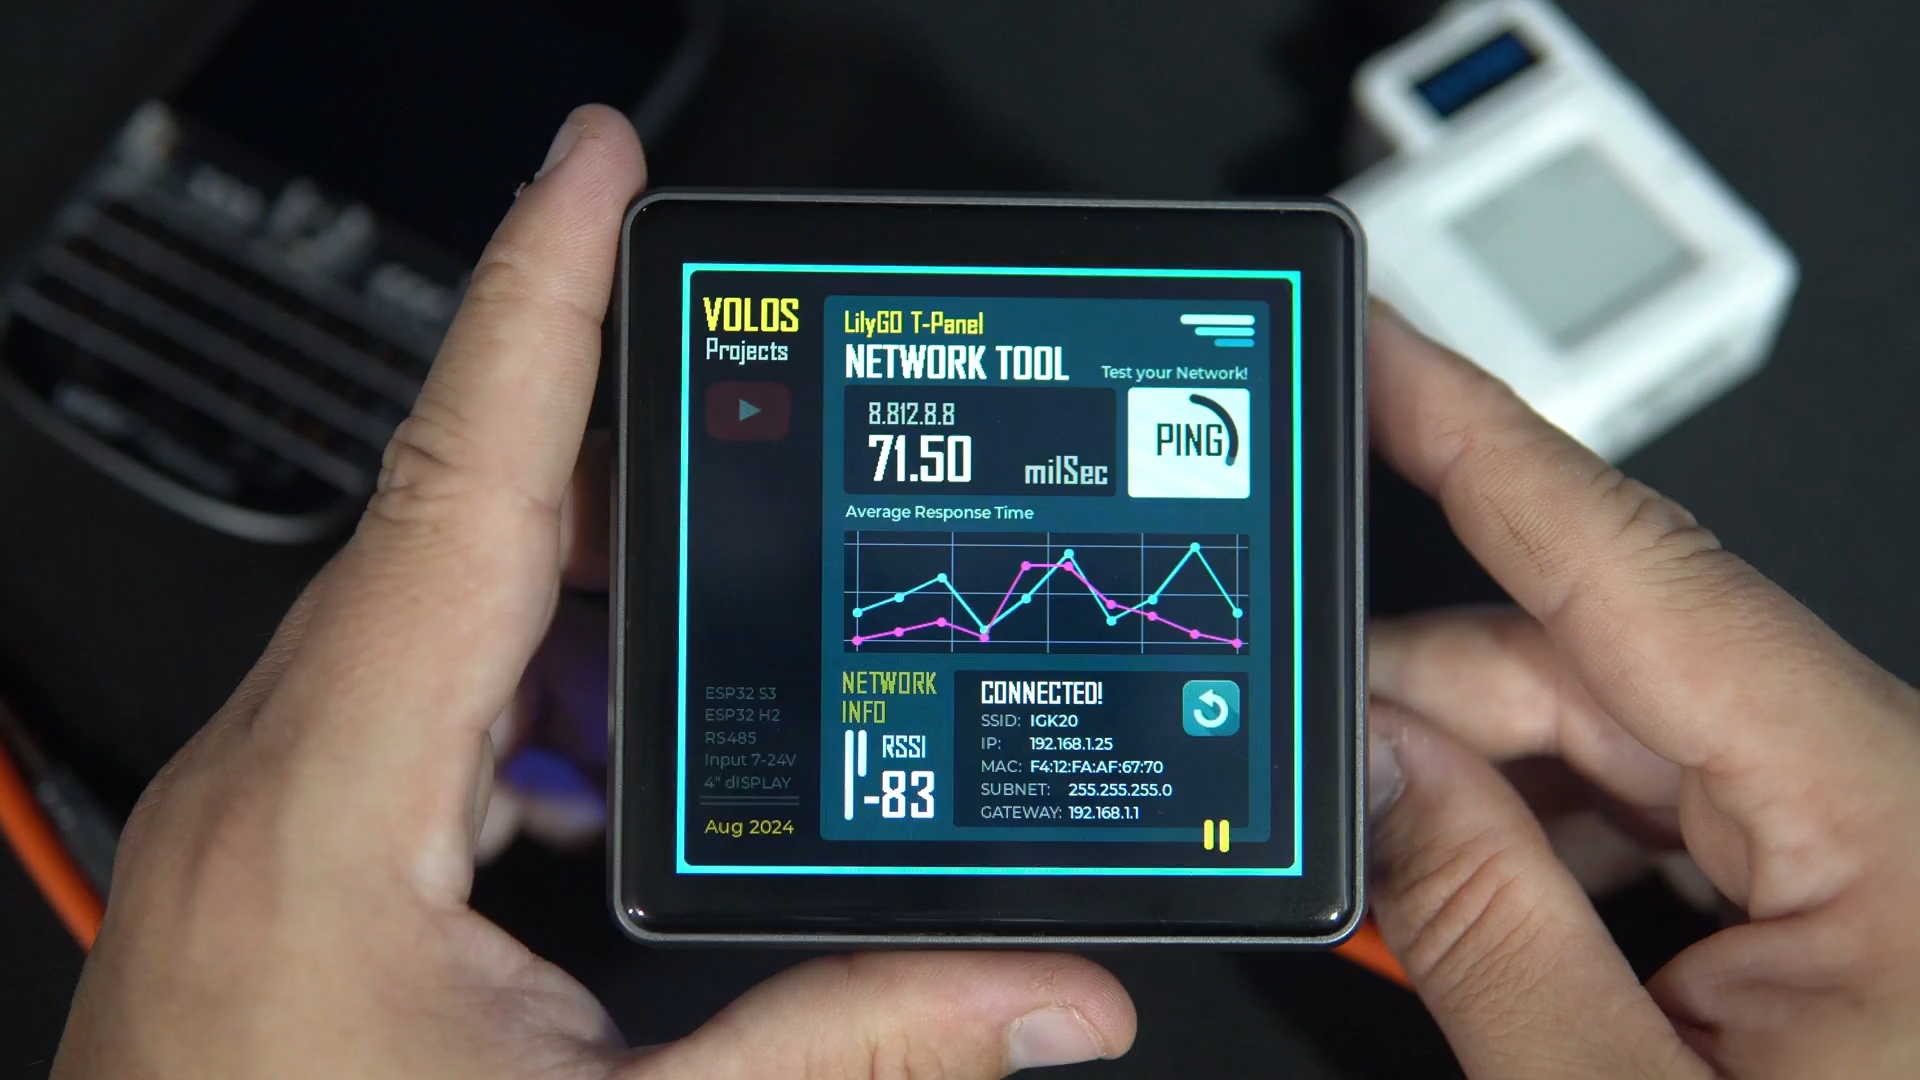 VOLOS
Projects
LilyGO T-Panel
NETWORK TOOL
Test your Network!
8.812.8.8
71.50
milSec
PING
Average Response Time
NETWORK
INFO
RSSI
-83
CONNECTED!
SSID: IGK20
IP: 192.168.1.25
MAC: F4:12:FA:AF:67:70
SUBNET: 255.255.255.0
GATEWAY: 192.168.1.1
ESP32 S3
ESP32 H2
RS485
Input 7-24V
4" dISPLAY
Aug 2024